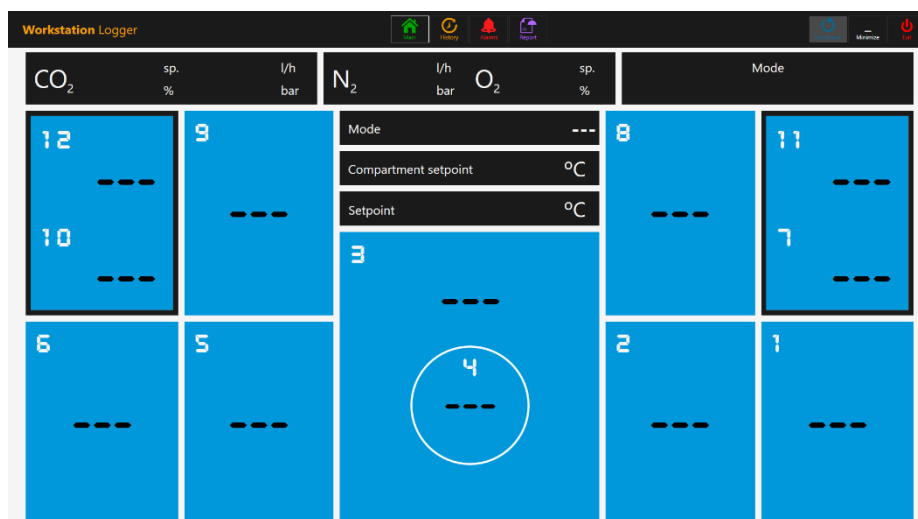 Workstation Logger
Main
History
Alarms
Report
Minimize
Exit
CO2 sp. l/h
% bar
N2 l/h O2 sp.
bar %
Mode
12
---
10
---
9
---
Mode ---
Compartment setpoint °C
Setpoint °C
8
---
11
---
7
---
3
---
4
---
6
---
5
---
2
---
1
---